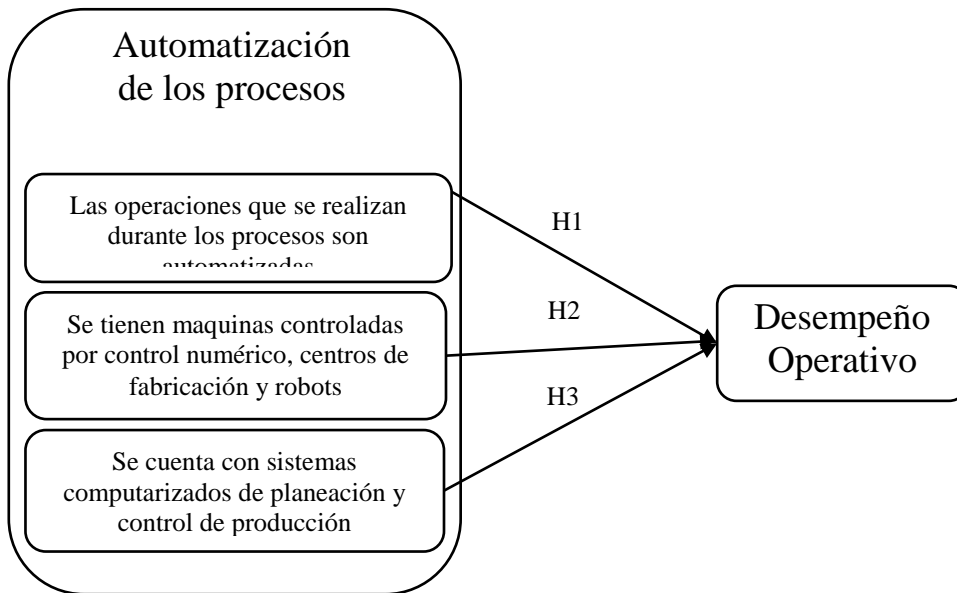 Automatización
de los procesos
Las operaciones que se realizan
durante los procesos son
automatizadas
H1
Se tienen maquinas controladas
por control numérico, centros de
fabricación y robots
H2
Se cuenta con sistemas
computarizados de planeación y
control de producción
H3
Desempeño
Operativo